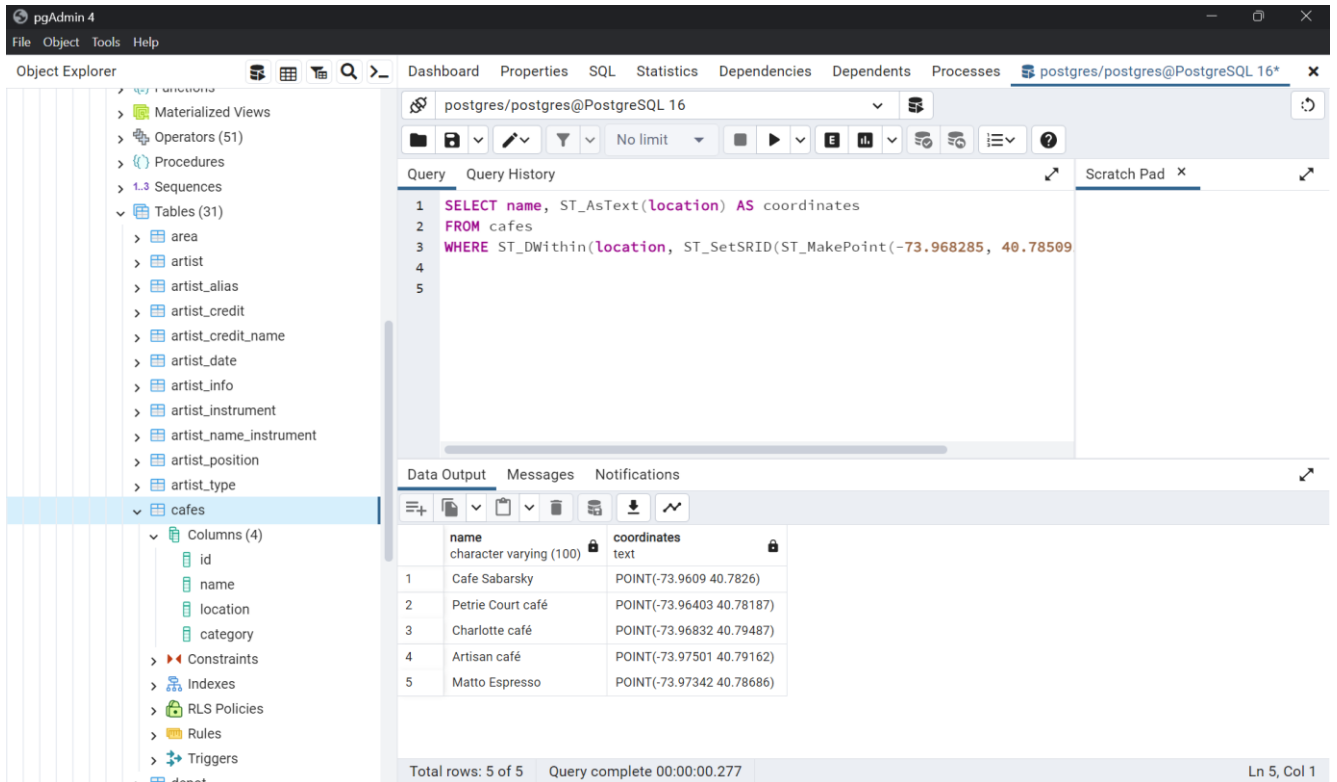 pgAdmin 4
File Object Tools Help
Object Explorer
Functions
Materialized Views
Operators (51)
Procedures
1..3 Sequences
Tables (31)
area
artist
artist_alias
artist_credit
artist_credit_name
artist_date
artist_info
artist_instrument
artist_name_instrument
artist_position
artist_type
cafes
Columns (4)
id
name
location
category
Constraints
Indexes
RLS Policies
Rules
Triggers
depot
Dashboard Properties SQL Statistics Dependencies Dependents Processes postgres/postgres@PostgreSQL 16*
postgres/postgres@PostgreSQL 16
No limit
E
Query Query History
Scratch Pad
1 SELECT name, ST_AsText(location) AS coordinates
2 FROM cafes
3 WHERE ST_DWithin(location, ST_SetSRID(ST_MakePoint(-73.968285, 40.78509
4
5
Data Output Messages Notifications
name coordinates
character varying (100) text
1 Cafe Sabarsky POINT(-73.9609 40.7826)
2 Petrie Court café POINT(-73.96403 40.78187)
3 Charlotte café POINT(-73.96832 40.79487)
4 Artisan café POINT(-73.97501 40.79162)
5 Matto Espresso POINT(-73.97342 40.78686)
Total rows: 5 of 5 Query complete 00:00:00.277 Ln 5, Col 1